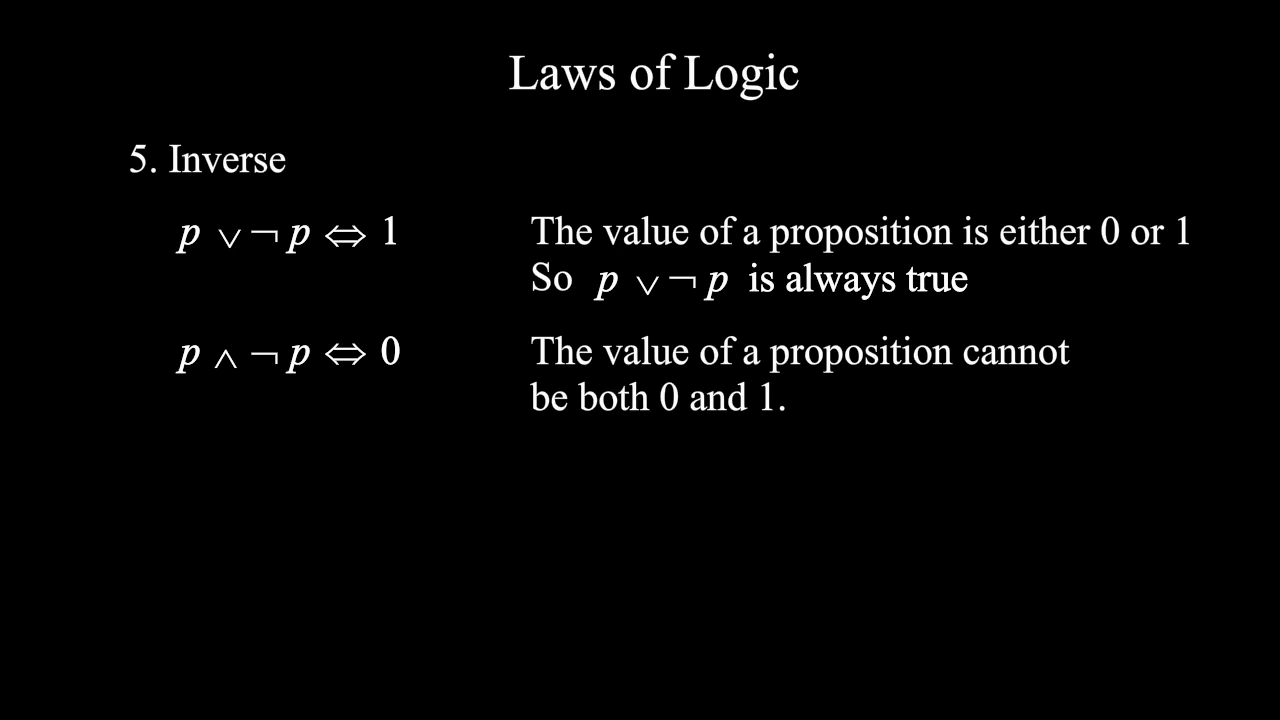 Laws of Logic
5. Inverse
p ∨ ¬ p ⇔ 1 The value of a proposition is either 0 or 1
So p ∨ ¬ p is always true
p ∧ ¬ p ⇔ 0 The value of a proposition cannot
be both 0 and 1.